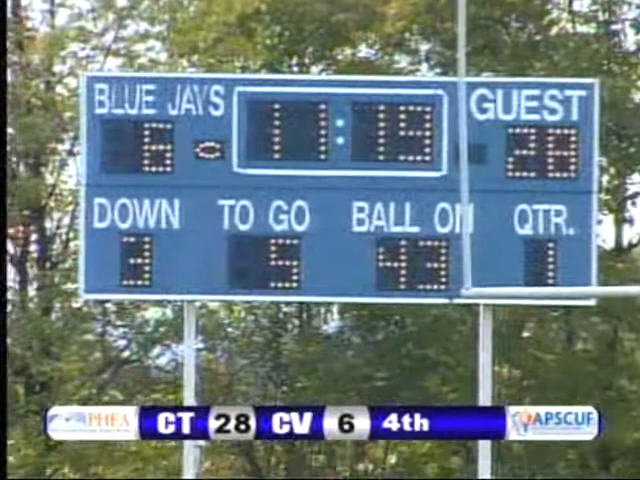 BLUE JAYS GUEST
6 11:19 28
DOWN TO GO BALL ON QTR.
3 5 43 1
PHFA CT 28 CV 6 4th APSCUF